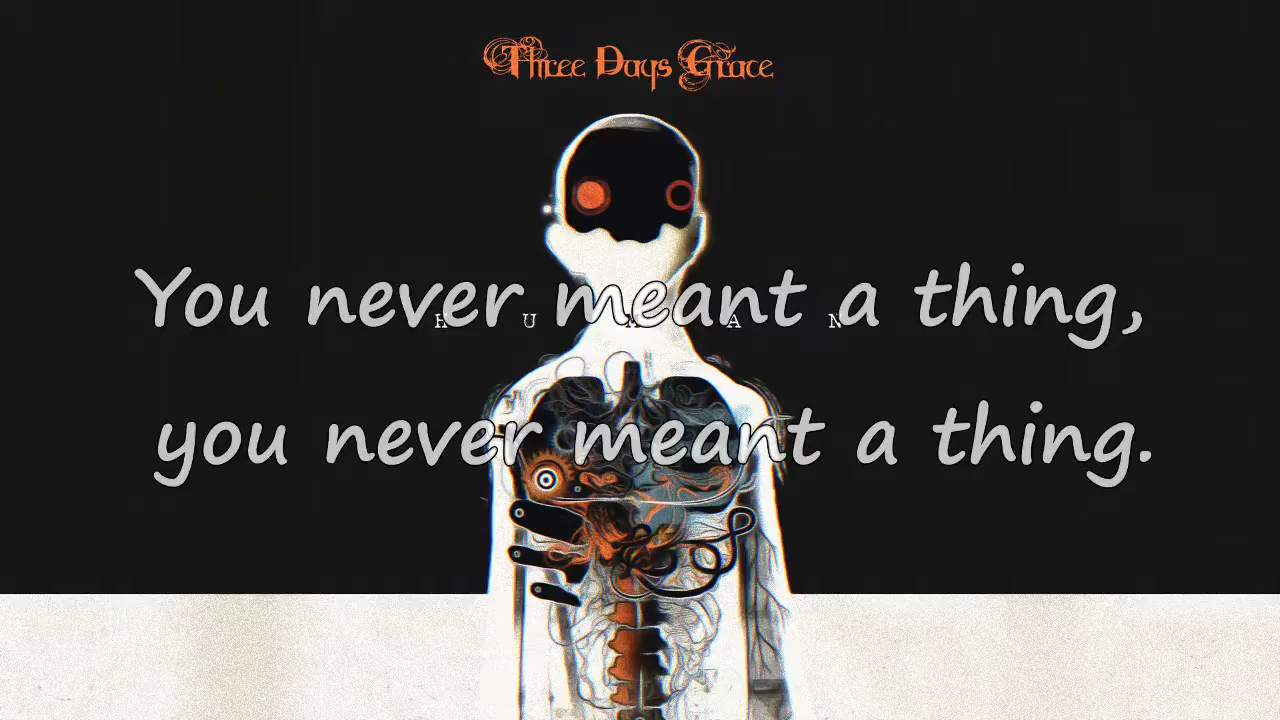 Three Days Grace
You never meant a thing,
H U M A N
you never meant a thing.